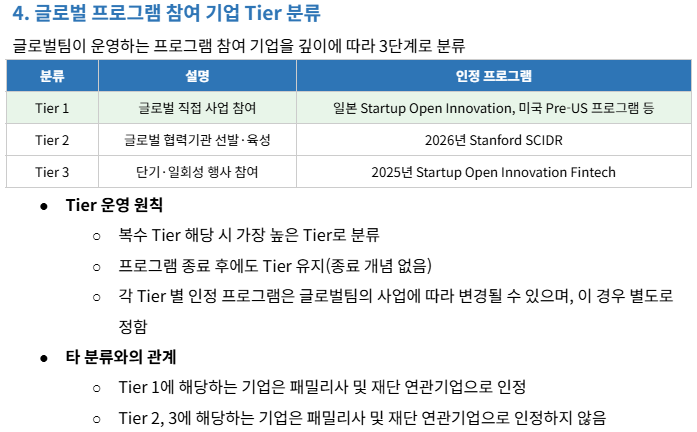 4. 글로벌 프로그램 참여 기업 Tier 분류
글로벌팀이 운영하는 프로그램 참여 기업을 깊이에 따라 3단계로 분류
분류 설명 인정 프로그램
Tier 1 글로벌 직접 사업 참여 일본 Startup Open Innovation, 미국 Pre-US 프로그램 등
Tier 2 글로벌 협력기관 선발·육성 2026년 Stanford SCIDR
Tier 3 단기·일회성 행사 참여 2025년 Startup Open Innovation Fintech
● Tier 운영 원칙
○ 복수 Tier 해당 시 가장 높은 Tier로 분류
○ 프로그램 종료 후에도 Tier 유지(종료 개념 없음)
○ 각 Tier 별 인정 프로그램은 글로벌팀의 사업에 따라 변경될 수 있으며, 이 경우 별도로
정함
● 타 분류와의 관계
○ Tier 1에 해당하는 기업은 패밀리사 및 재단 연관기업으로 인정
○ Tier 2, 3에 해당하는 기업은 패밀리사 및 재단 연관기업으로 인정하지 않음